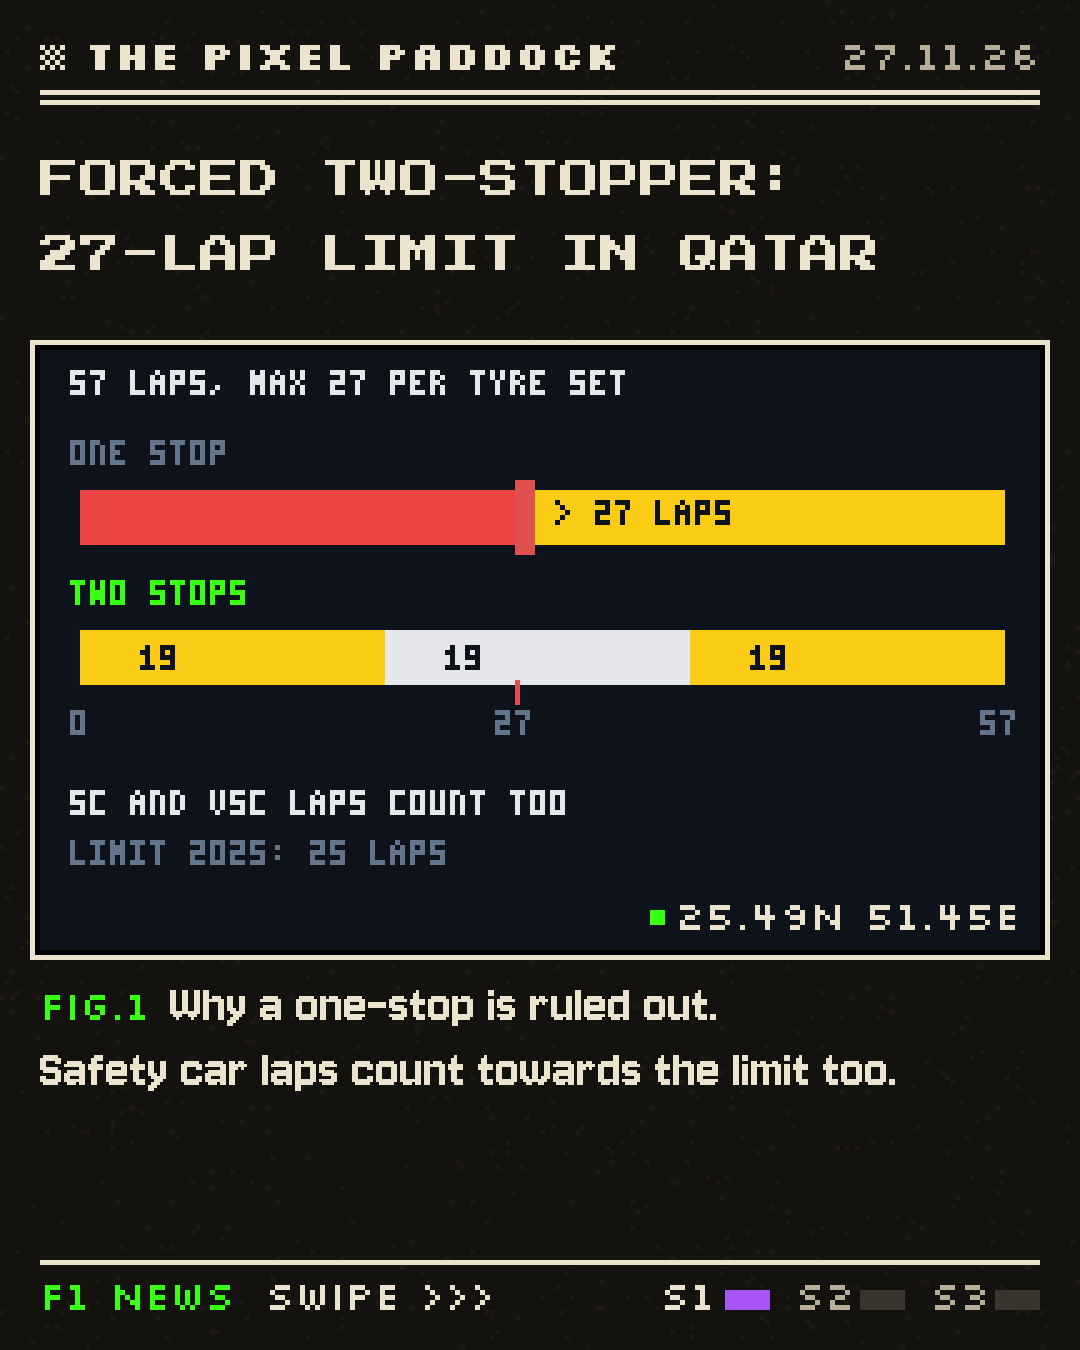 THE PIXEL PADDOCK 27.11.26
FORCED TWO-STOPPER:
27-LAP LIMIT IN QATAR
57 LAPS, MAX 27 PER TYRE SET
ONE STOP
> 27 LAPS
TWO STOPS
19 19 19
0 27 57
SC AND VSC LAPS COUNT TOO
LIMIT 2025: 25 LAPS
25.49N 51.45E
FIG.1 Why a one-stop is ruled out.
Safety car laps count towards the limit too.
F1 NEWS SWIPE >>> S1 S2 S3